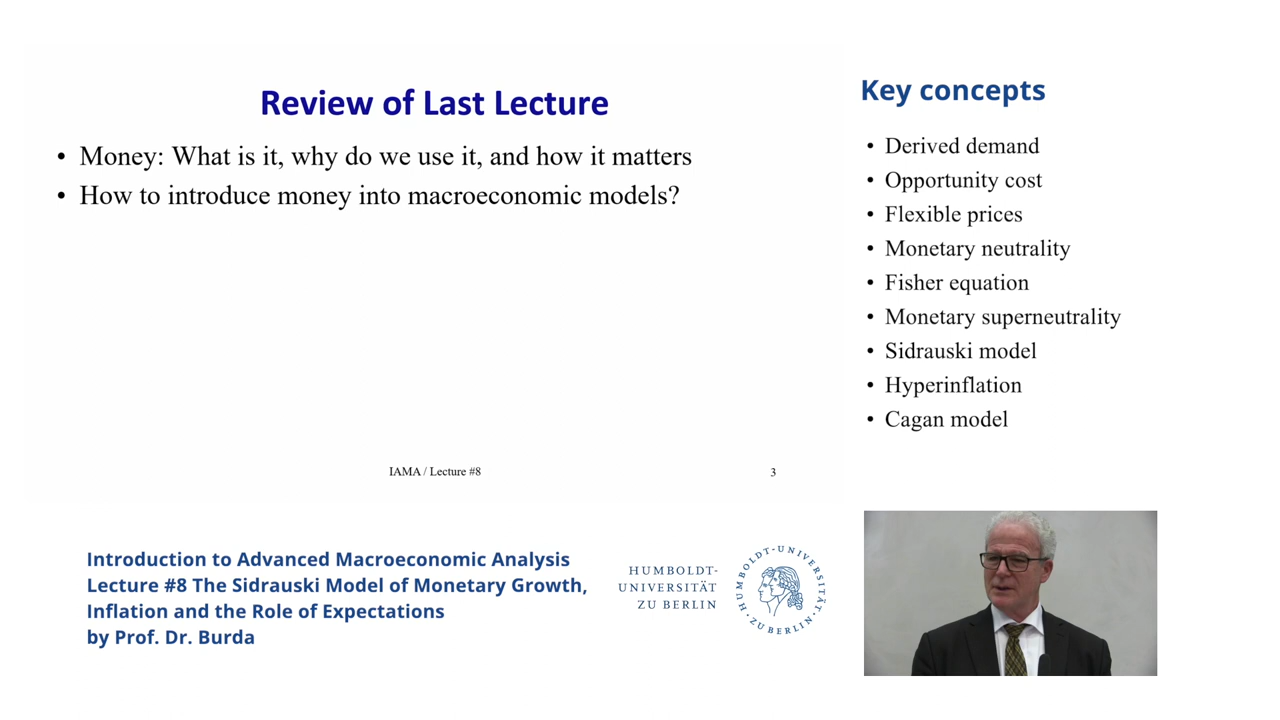 Review of Last Lecture
• Money: What is it, why do we use it, and how it matters
• How to introduce money into macroeconomic models?
IAMA / Lecture #8
3
Key concepts
• Derived demand
• Opportunity cost
• Flexible prices
• Monetary neutrality
• Fisher equation
• Monetary superneutrality
• Sidrauski model
• Hyperinflation
• Cagan model
Introduction to Advanced Macroeconomic Analysis
Lecture #8 The Sidrauski Model of Monetary Growth,
Inflation and the Role of Expectations
by Prof. Dr. Burda
HUMBOLDT-
UNIVERSITÄT
ZU BERLIN
HUMBOLDT-UNIVERSITÄT
ZU BERLIN